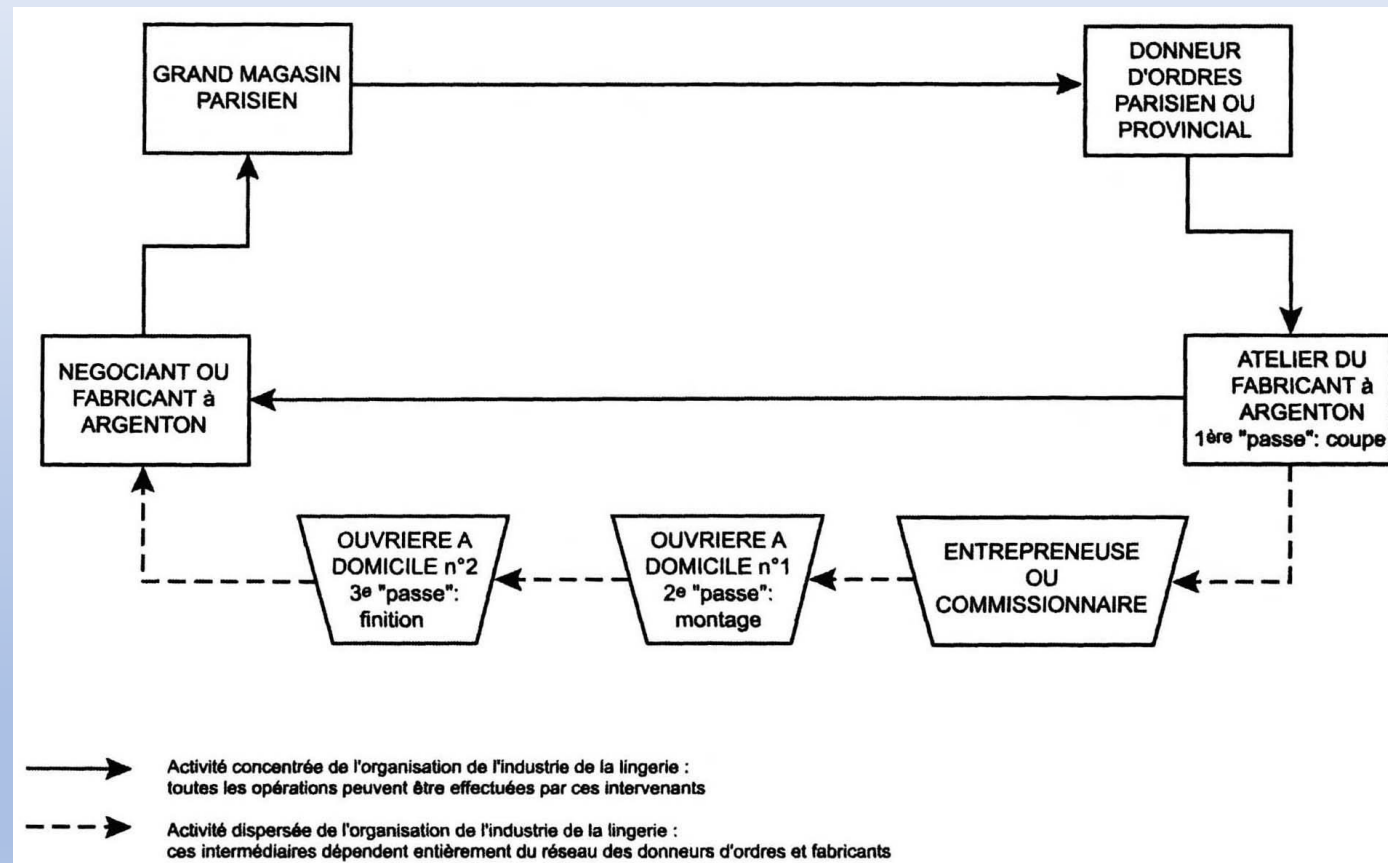 GRAND MAGASIN
PARISIEN
DONNEUR
D'ORDRES
PARISIEN OU
PROVINCIAL
NEGOCIANT OU
FABRICANT à
ARGENTON
ATELIER DU
FABRICANT à
ARGENTON
1ère "passe": coupe
OUVRIERE A
DOMICILE n°2
3e "passe":
finition
OUVRIERE A
DOMICILE n°1
2e "passe":
montage
ENTREPRENEUSE
OU
COMMISSIONNAIRE
Activité concentrée de l'organisation de l'industrie de la lingerie :
toutes les opérations peuvent être effectuées par ces intervenants
Activité dispersée de l'organisation de l'industrie de la lingerie :
ces intermédiaires dépendent entièrement du réseau des donneurs d'ordres et fabricants